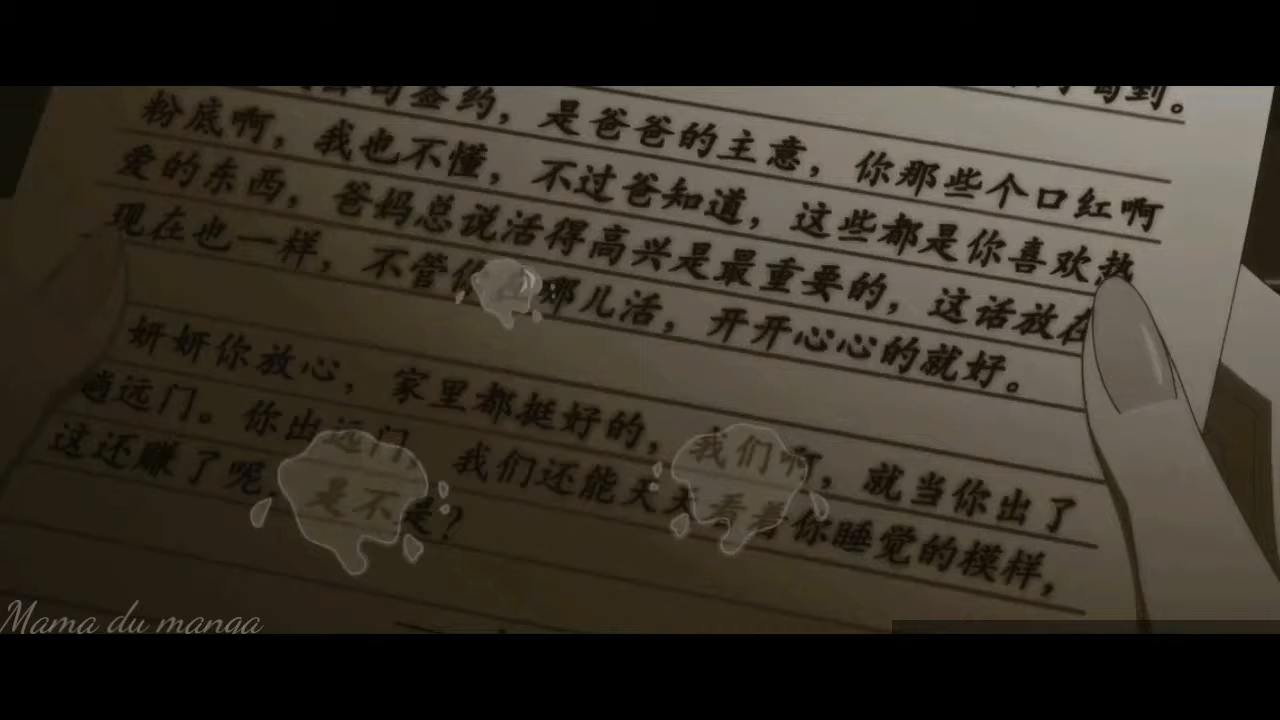 司签约，是爸爸的主意，你那些个口红啊
粉底啊，我也不懂，不过爸知道，这些都是你喜欢热
爱的东西，爸妈总说活得高兴是最重要的，这话放在
现在也一样，不管你在哪儿活，开开心心的就好。
妍妍你放心，家里都挺好的，我们啊，就当你出了
趟远门。你出远门，我们还能天天看着你睡觉的模样，
这还赚了呢，是不是？
Mama du manga